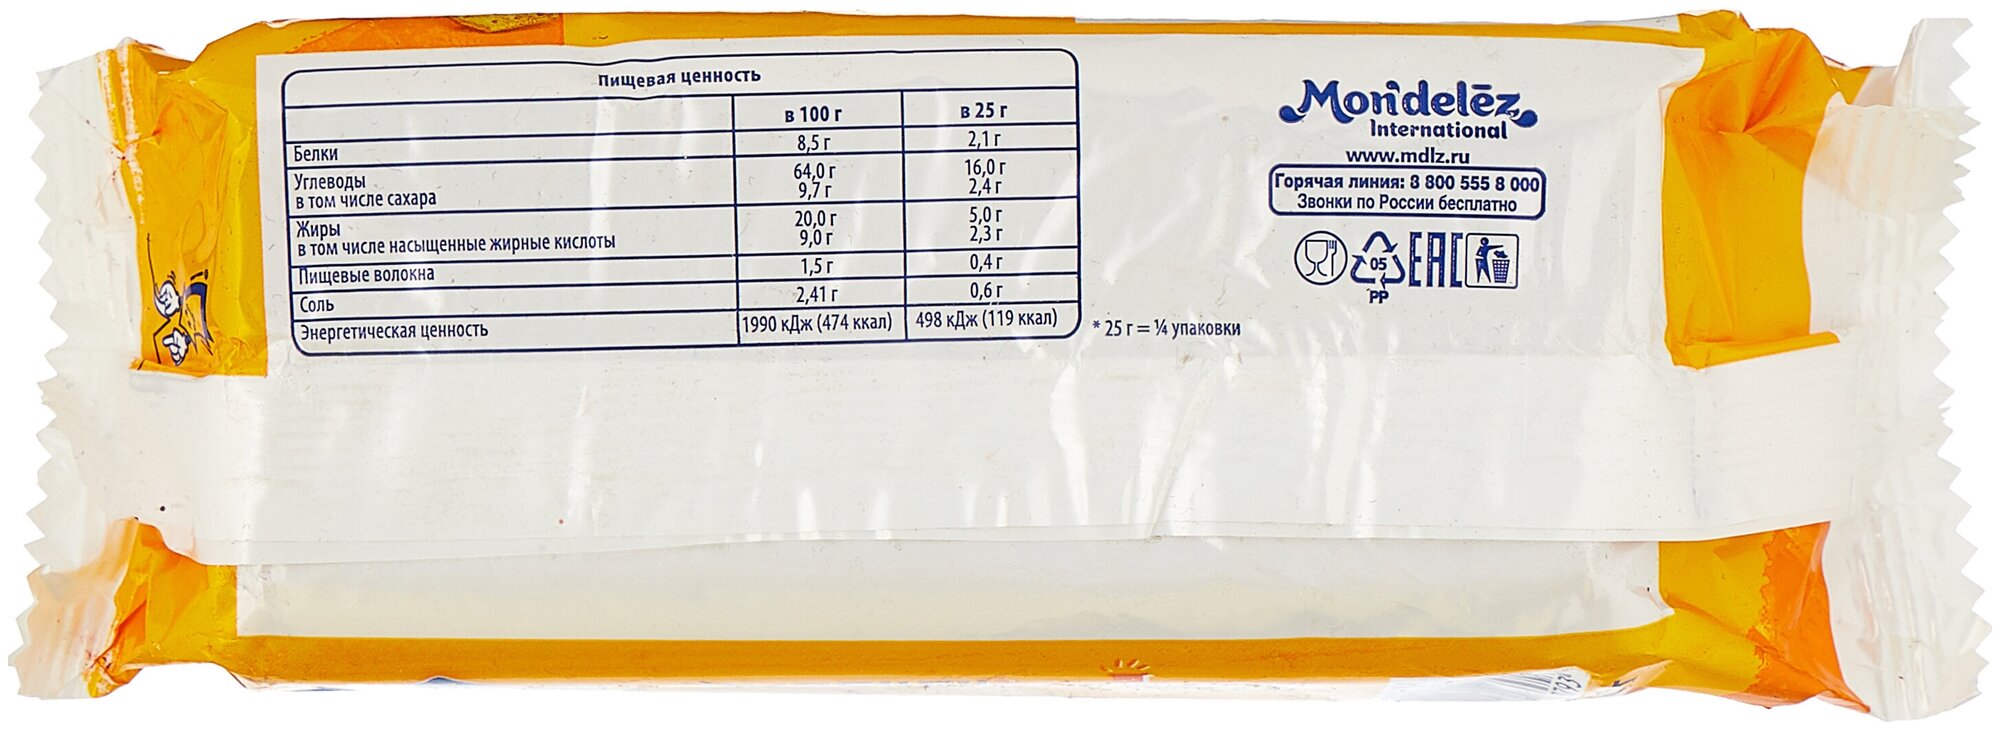 Пищевая ценность
в 100 г в 25 г
Белки 8,5 г 2,1 г
Углеводы 64,0 г 16,0 г
в том числе сахара 9,7 г 2,4 г
Жиры 20,0 г 5,0 г
в том числе насыщенные жирные кислоты 9,0 г 2,3 г
Пищевые волокна 1,5 г 0,4 г
Соль 2,41 г 0,6 г
Энергетическая ценность 1990 кДж (474 ккал) 498 кДж (119 ккал)
* 25 г = ¼ упаковки
Mondelēz
International
www.mdlz.ru
Горячая линия: 8 800 555 8 000
Звонки по России бесплатно
05 EAC
PP